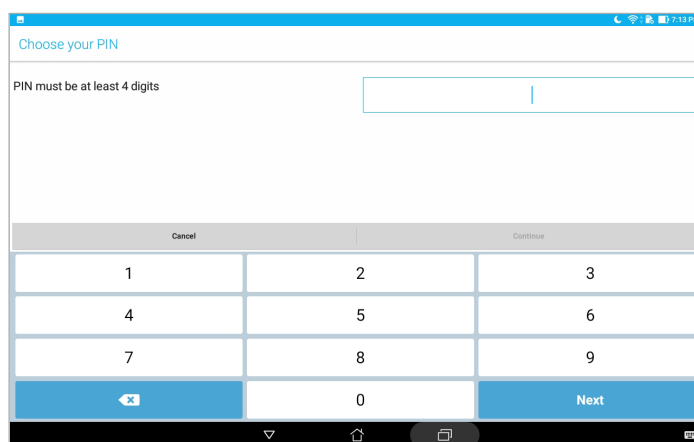 7:13 P
Choose your PIN
PIN must be at least 4 digits
Cancel
Continue
1 2 3
4 5 6
7 8 9
0 Next